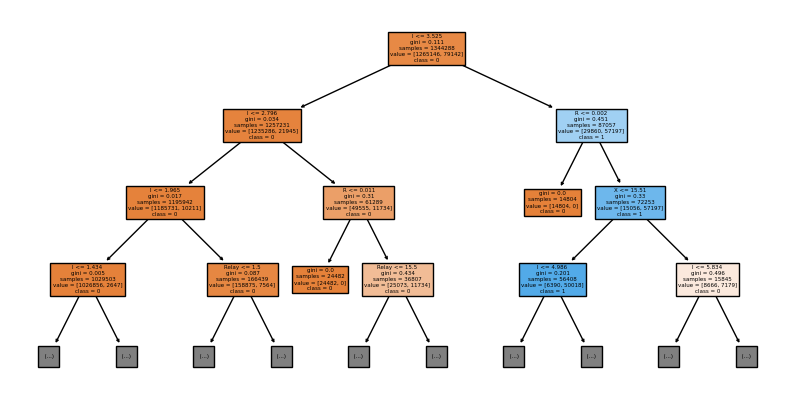 I <= 3.525
gini = 0.111
samples = 1344288
value = [1265146, 79142]
class = 0
I <= 2.796
gini = 0.034
samples = 1257231
value = [1235286, 21945]
class = 0
R <= 0.002
gini = 0.451
samples = 87057
value = [29860, 57197]
class = 1
I <= 1.965
gini = 0.017
samples = 1195942
value = [1185731, 10211]
class = 0
R <= 0.011
gini = 0.31
samples = 61289
value = [49555, 11734]
class = 0
gini = 0.0
samples = 14804
value = [14804, 0]
class = 0
X <= 15.51
gini = 0.33
samples = 72253
value = [15056, 57197]
class = 1
I <= 1.434
gini = 0.005
samples = 1029503
value = [1026856, 2647]
class = 0
Relay <= 1.5
gini = 0.087
samples = 166439
value = [158875, 7564]
class = 0
gini = 0.0
samples = 24482
value = [24482, 0]
class = 0
Relay <= 15.5
gini = 0.434
samples = 36807
value = [25073, 11734]
class = 0
I <= 4.986
gini = 0.201
samples = 56408
value = [6390, 50018]
class = 1
I <= 5.834
gini = 0.496
samples = 15845
value = [8666, 7179]
class = 0
(...)
(...)
(...)
(...)
(...)
(...)
(...)
(...)
(...)
(...)